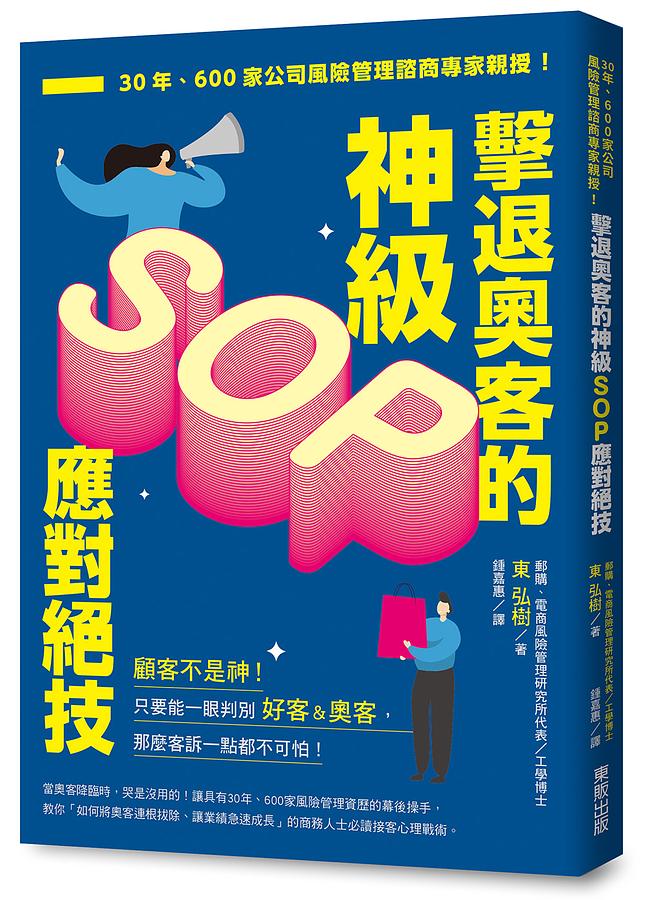 30年、600家公司風險管理諮商專家親授！
擊退奧客的
神級
SOP
應對絕技
郵購、電商風險管理研究所代表／工學博士
東 弘樹／著
鍾嘉惠／譯
顧客不是神！
只要能一眼判別 好客＆奧客，
那麼客訴一點都不可怕！
當奧客降臨時，哭是沒用的！讓具有30年、600家風險管理資歷的幕後操手，
教你「如何將奧客連根拔除、讓業績急速成長」的商務人士必讀接客心理戰術。
30年、600家公司
風險管理諮商專家親授！
擊退奧客的神級SOP應對絕技
郵購、電商風險管理研究所代表／工學博士
東 弘樹／著
鍾嘉惠／譯
東販出版